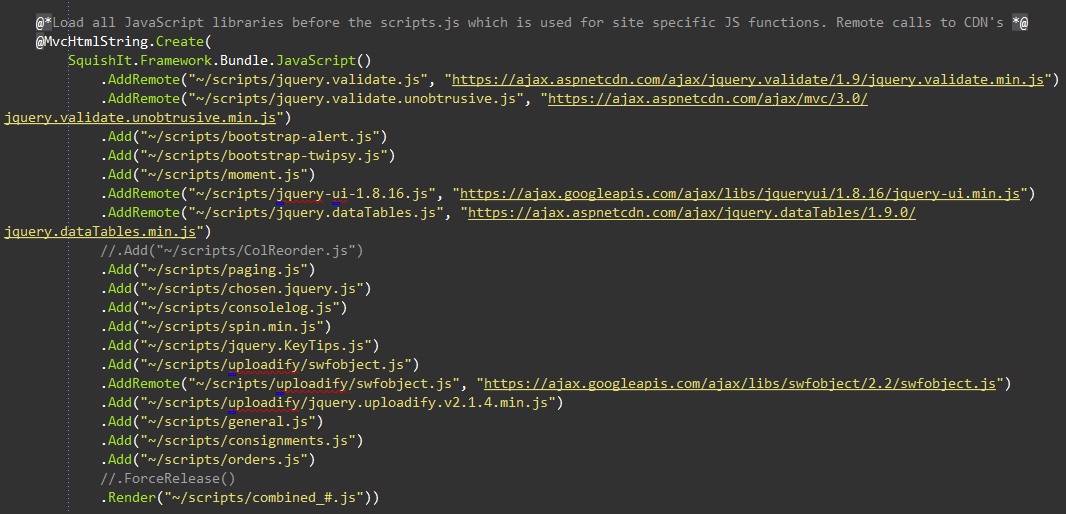 @*Load all JavaScript libraries before the scripts.js which is used for site specific JS functions. Remote calls to CDN's *@
@MvcHtmlString.Create(
SquishIt.Framework.Bundle.JavaScript()
.AddRemote("~/scripts/jquery.validate.js", "https://ajax.aspnetcdn.com/ajax/jquery.validate/1.9/jquery.validate.min.js")
.AddRemote("~/scripts/jquery.validate.unobtrusive.js", "https://ajax.aspnetcdn.com/ajax/mvc/3.0/
jquery.validate.unobtrusive.min.js")
.Add("~/scripts/bootstrap-alert.js")
.Add("~/scripts/bootstrap-twipsy.js")
.Add("~/scripts/moment.js")
.AddRemote("~/scripts/jquery-ui-1.8.16.js", "https://ajax.googleapis.com/ajax/libs/jqueryui/1.8.16/jquery-ui.min.js")
.AddRemote("~/scripts/jquery.dataTables.js", "https://ajax.aspnetcdn.com/ajax/jquery.dataTables/1.9.0/
jquery.dataTables.min.js")
//.Add("~/scripts/ColReorder.js")
.Add("~/scripts/paging.js")
.Add("~/scripts/chosen.jquery.js")
.Add("~/scripts/consolelog.js")
.Add("~/scripts/spin.min.js")
.Add("~/scripts/jquery.KeyTips.js")
.Add("~/scripts/uploadify/swfobject.js")
.AddRemote("~/scripts/uploadify/swfobject.js", "https://ajax.googleapis.com/ajax/libs/swfobject/2.2/swfobject.js")
.Add("~/scripts/uploadify/jquery.uploadify.v2.1.4.min.js")
.Add("~/scripts/general.js")
.Add("~/scripts/consignments.js")
.Add("~/scripts/orders.js")
//.ForceRelease()
.Render("~/scripts/combined_#.js"))